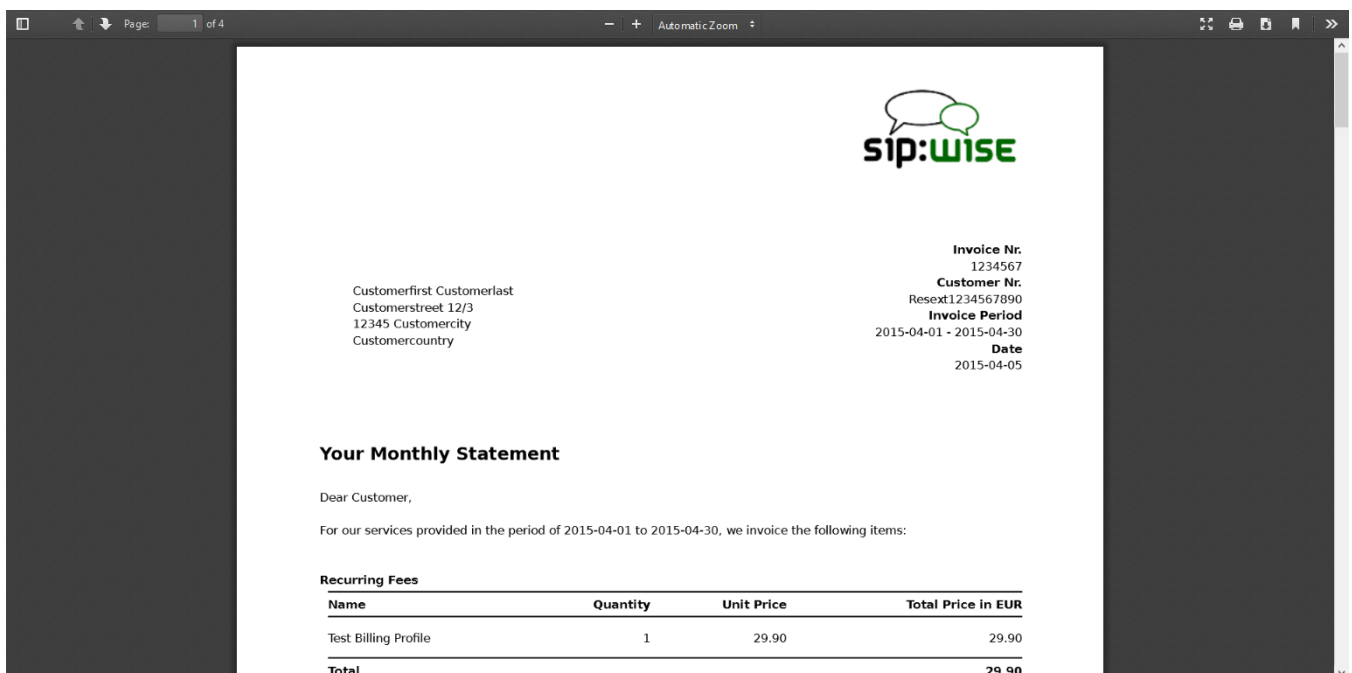 Page: 1 of 4
Automatic Zoom
sip:wise
Invoice Nr.
1234567
Customer Nr.
Resext1234567890
Invoice Period
2015-04-01 - 2015-04-30
Date
2015-04-05
Customerfirst Customerlast
Customerstreet 12/3
12345 Customercity
Customercountry
Your Monthly Statement
Dear Customer,
For our services provided in the period of 2015-04-01 to 2015-04-30, we invoice the following items:
Recurring Fees
Name Quantity Unit Price Total Price in EUR
Test Billing Profile 1 29.90 29.90
Total 29.90